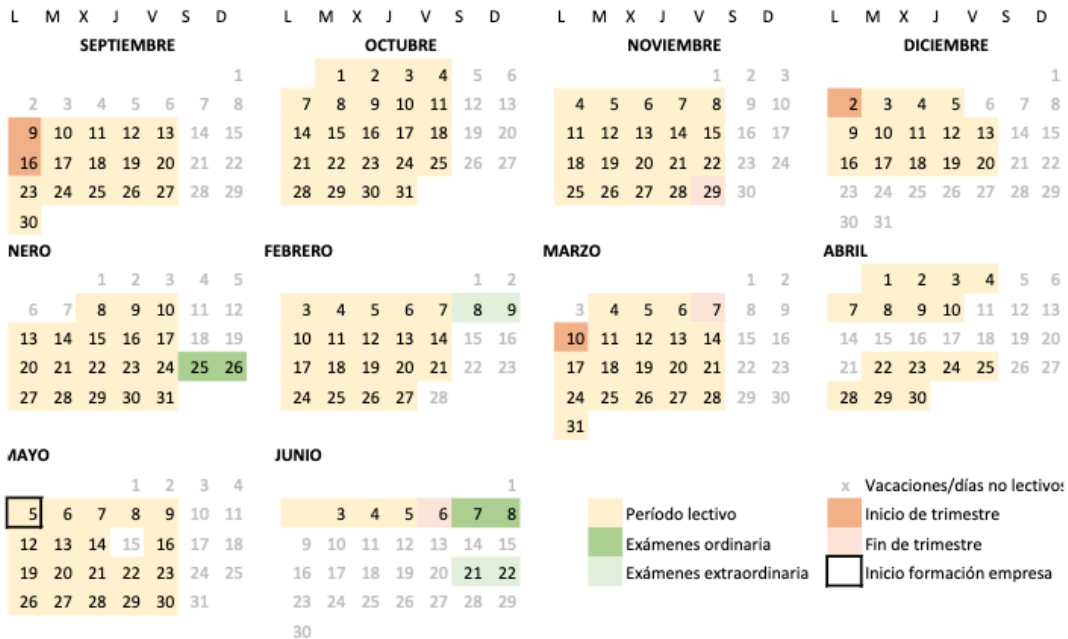 L M X J V S D L M X J V S D L M X J V S D L M X J V S D
SEPTIEMBRE OCTUBRE NOVIEMBRE DICIEMBRE
1 1 2 3 4 5 6 1 2 3 1
2 3 4 5 6 7 8 7 8 9 10 11 12 13 4 5 6 7 8 9 10 2 3 4 5 6 7 8
9 10 11 12 13 14 15 14 15 16 17 18 19 20 11 12 13 14 15 16 17 9 10 11 12 13 14 15
16 17 18 19 20 21 22 21 22 23 24 25 26 27 18 19 20 21 22 23 24 16 17 18 19 20 21 22
23 24 25 26 27 28 29 28 29 30 31 25 26 27 28 29 30 23 24 25 26 27 28 29
30 30 31
NERO FEBRERO MARZO ABRIL
1 2 3 4 5 1 2 1 2 1 2 3 4 5 6
6 7 8 9 10 11 12 3 4 5 6 7 8 9 3 4 5 6 7 8 9 7 8 9 10 11 12 13
13 14 15 16 17 18 19 10 11 12 13 14 15 16 10 11 12 13 14 15 16 14 15 16 17 18 19 20
20 21 22 23 24 25 26 17 18 19 20 21 22 23 17 18 19 20 21 22 23 21 22 23 24 25 26 27
27 28 29 30 31 24 25 26 27 28 24 25 26 27 28 29 30 28 29 30
31
MAYO JUNIO
1 2 3 4 1 x Vacaciones/días no lectivos
5 6 7 8 9 10 11 3 4 5 6 7 8 Período lectivo Inicio de trimestre
12 13 14 15 16 17 18 9 10 11 12 13 14 15 Exámenes ordinaria Fin de trimestre
19 20 21 22 23 24 25 16 17 18 19 20 21 22 Exámenes extraordinaria Inicio formación empresa
26 27 28 29 30 31 23 24 25 26 27 28 29
30